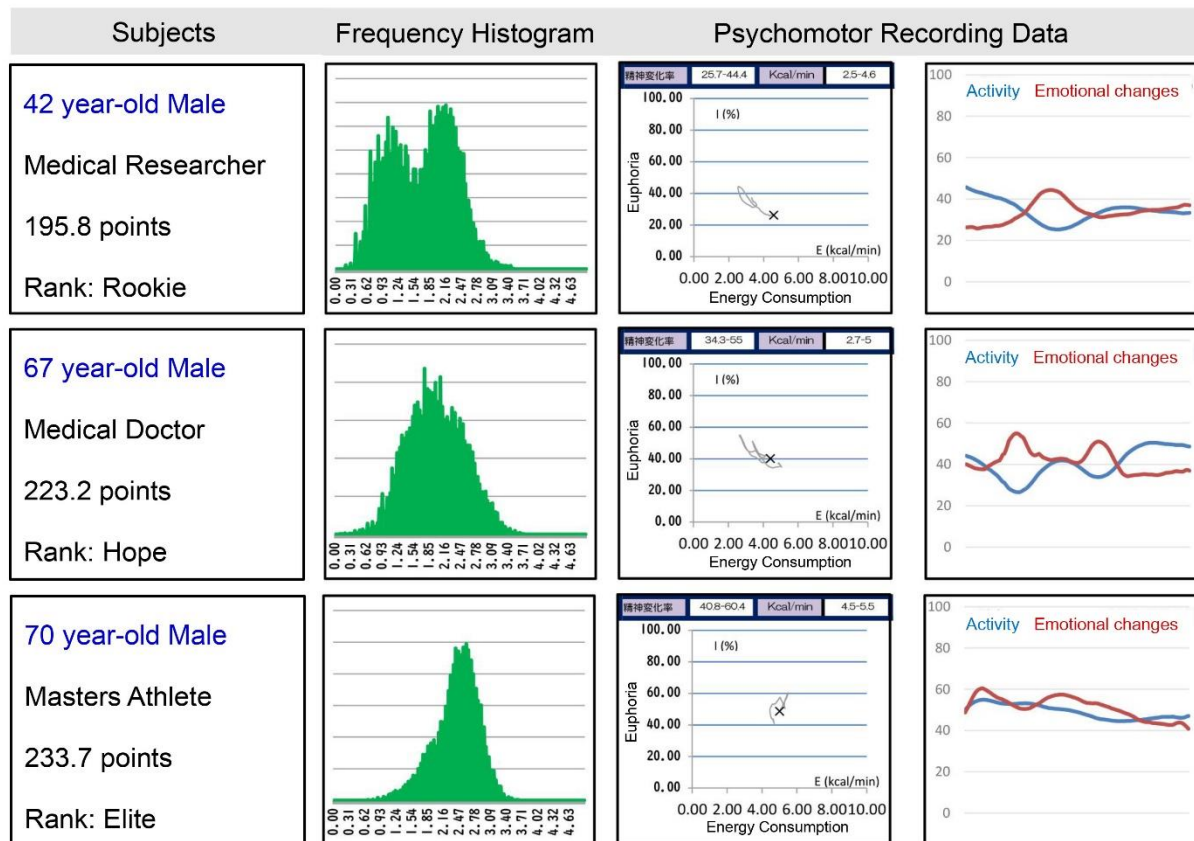 Subjects
Frequency Histogram
Psychomotor Recording Data
42 year-old Male
Medical Researcher
195.8 points
Rank: Rookie
0.00 0.31 0.62 0.93 1.24 1.54 1.85 2.16 2.47 2.78 3.09 3.40 3.71 4.02 4.32 4.63
精神変化率 25.7-44.4 Kcal/min 2.5-4.6
100.00
I (%)
80.00
60.00
40.00
20.00
0.00
Euphoria
E (kcal/min)
0.00 2.00 4.00 6.00 8.00 10.00
Energy Consumption
100
Activity Emotional changes
80
60
40
20
0
67 year-old Male
Medical Doctor
223.2 points
Rank: Hope
0.00 0.31 0.62 0.93 1.24 1.54 1.85 2.16 2.47 2.78 3.09 3.40 3.71 4.02 4.32 4.63
精神変化率 34.3-55 Kcal/min 2.7-5
100.00
I (%)
80.00
60.00
40.00
20.00
0.00
Euphoria
E (kcal/min)
0.00 2.00 4.00 6.00 8.00 10.00
Energy Consumption
100
Activity Emotional changes
80
60
40
20
0
70 year-old Male
Masters Athlete
233.7 points
Rank: Elite
0.00 0.31 0.62 0.93 1.24 1.54 1.85 2.16 2.47 2.78 3.09 3.40 3.71 4.02 4.32 4.63
精神変化率 40.8-60.4 Kcal/min 4.5-5.5
100.00
I (%)
80.00
60.00
40.00
20.00
0.00
Euphoria
E (kcal/min)
0.00 2.00 4.00 6.00 8.00 10.00
Energy Consumption
100
Activity Emotional changes
80
60
40
20
0